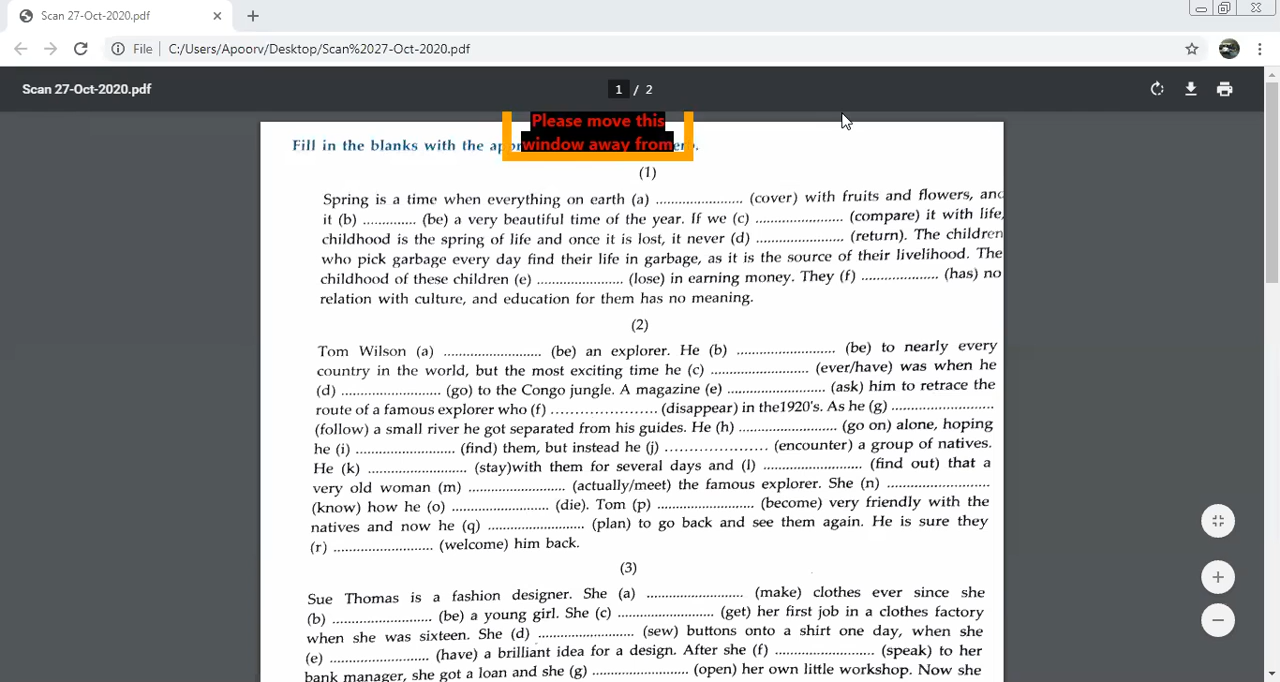 Scan 27-Oct-2020.pdf
File C:/Users/Apoorv/Desktop/Scan%2027-Oct-2020.pdf
Scan 27-Oct-2020.pdf 1 / 2
Please move this
window away from
Fill in the blanks with the
(1)
Spring is a time when everything on earth (a) ...................... (cover) with fruits and flowers, and
it (b) ............. (be) a very beautiful time of the year. If we (c) ...................... (compare) it with life,
childhood is the spring of life and once it is lost, it never (d) ...................... (return). The children
who pick garbage every day find their life in garbage, as it is the source of their livelihood. The
childhood of these children (e) ...................... (lose) in earning money. They (f) ................... (has) no
relation with culture, and education for them has no meaning.
(2)
Tom Wilson (a) ......................... (be) an explorer. He (b) ......................... (be) to nearly every
country in the world, but the most exciting time he (c) ......................... (ever/have) was when he
(d) ......................... (go) to the Congo jungle. A magazine (e) ......................... (ask) him to retrace the
route of a famous explorer who (f) ......................... (disappear) in the1920's. As he (g) ..........................
(follow) a small river he got separated from his guides. He (h) ......................... (go on) alone, hoping
he (i) ......................... (find) them, but instead he (j) ......................... (encounter) a group of natives.
He (k) ......................... (stay)with them for several days and (l) ......................... (find out) that a
very old woman (m) ......................... (actually/meet) the famous explorer. She (n) ..........................
(know) how he (o) ......................... (die). Tom (p) ......................... (become) very friendly with the
natives and now he (q) ......................... (plan) to go back and see them again. He is sure they
(r) ......................... (welcome) him back.
(3)
Sue Thomas is a fashion designer. She (a) ......................... (make) clothes ever since she
(b) ......................... (be) a young girl. She (c) ......................... (get) her first job in a clothes factory
when she was sixteen. She (d) ......................... (sew) buttons onto a shirt one day, when she
(e) ......................... (have) a brilliant idea for a design. After she (f) ......................... (speak) to her
bank manager, she got a loan and she (g) ......................... (open) her own little workshop. Now she